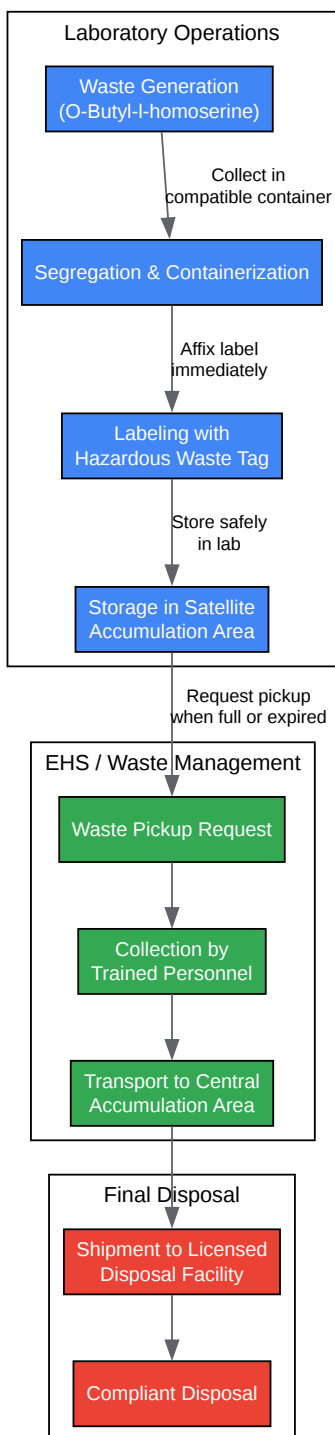 Laboratory Operations
Waste Generation
(O-Butyl-l-homoserine)
Collect in
compatible container
Segregation & Containerization
Affix label
immediately
Labeling with
Hazardous Waste Tag
Store safely
in lab
Storage in Satellite
Accumulation Area
Request pickup
when full or expired
EHS / Waste Management
Waste Pickup Request
Collection by
Trained Personnel
Transport to Central
Accumulation Area
Final Disposal
Shipment to Licensed
Disposal Facility
Compliant Disposal